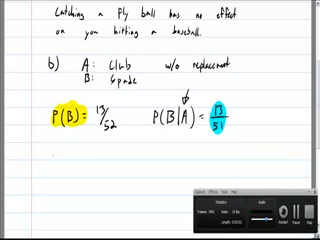 Catching a fly ball has no effect
on you hitting a baseball.
b) A: Club w/o replacement
B: Spade
P(B) = 13/52 P(B|A) = 13/51